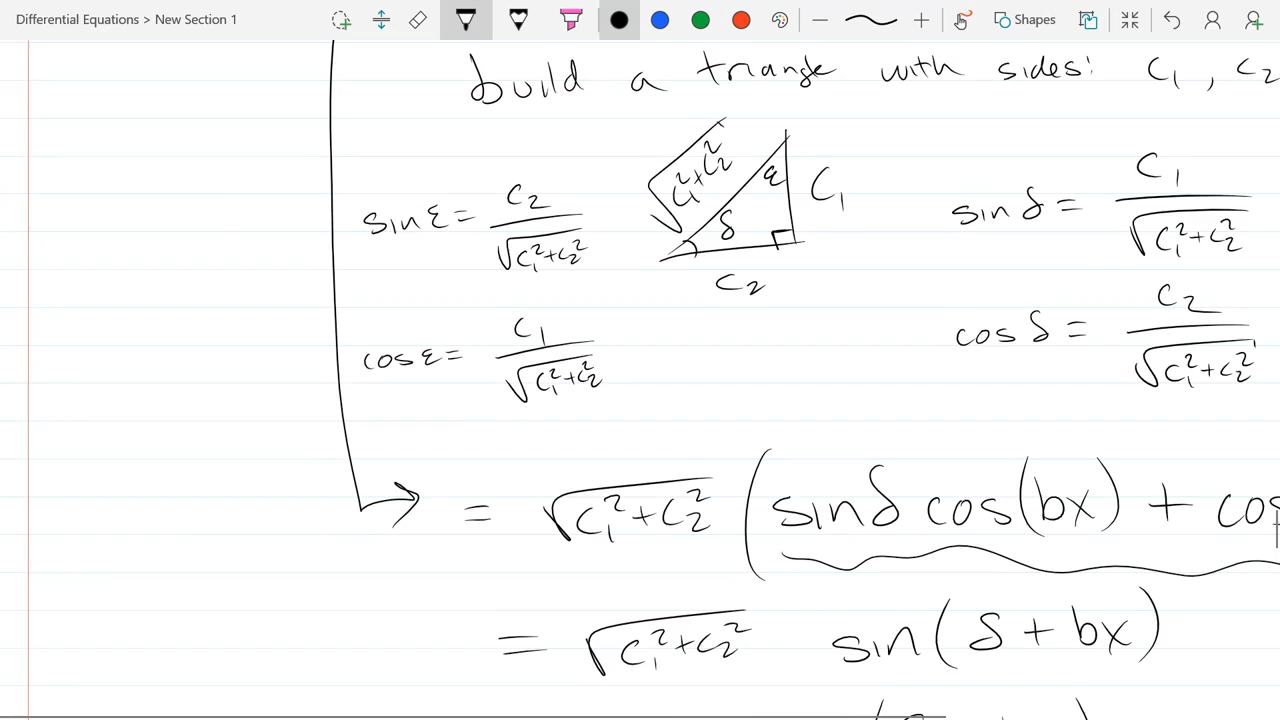 Differential Equations > New Section 1
Shapes
build a triangle with sides: C₁, C₂
sin ε = C₂/√(C₁²+C₂²)
√(C₁²+C₂²) ε C₁
δ
C₂
sin δ = C₁/√(C₁²+C₂²)
cos ε = C₁/√(C₁²+C₂²)
cos δ = C₂/√(C₁²+C₂²)
= √(C₁²+C₂²) (sin δ cos(bx) + cos
= √(C₁²+C₂²) sin(δ + bx)